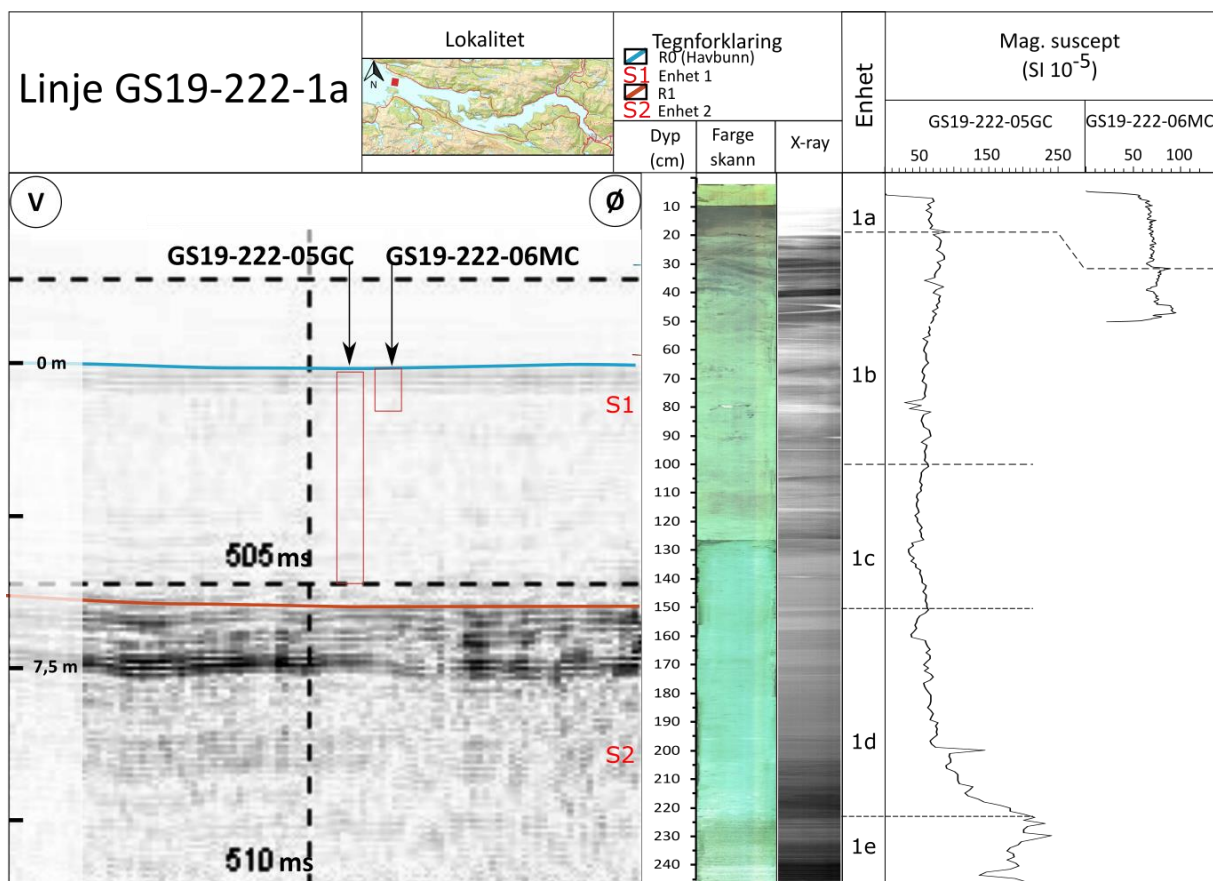 Linje GS19-222-1a
Lokalitet
N
Tegnforklaring
R0 (Havbunn)
S1 Enhet 1
R1
S2 Enhet 2
Dyp
(cm)
Farge
skann
X-ray
Enhet
Mag. suscept
(SI 10⁻⁵)
GS19-222-05GC
GS19-222-06MC
50 150 250
50 100
V
Ø
GS19-222-05GC
GS19-222-06MC
0 m
S1
505 ms
7,5 m
S2
510 ms
10
20
30
40
50
60
70
80
90
100
110
120
130
140
150
160
170
180
190
200
210
220
230
240
1a
1b
1c
1d
1e